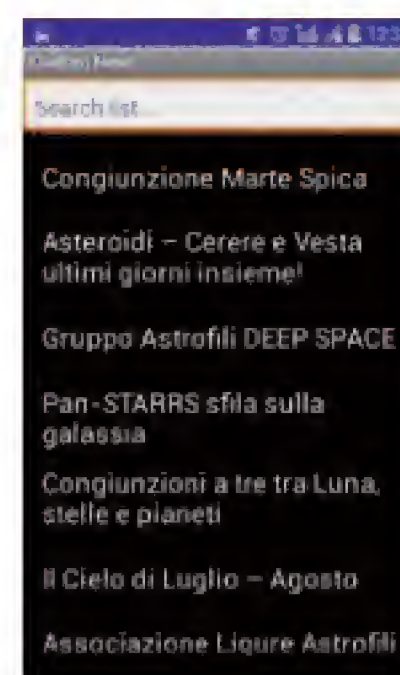 Search list...
Congiunzione Marte Spica
Asteroidi – Cerere e Vesta
ultimi giorni insieme!
Gruppo Astrofili DEEP SPACE
Pan-STARRS sfila sulla
galassia
Congiunzioni a tre tra Luna,
stelle e pianeti
Il Cielo di Luglio – Agosto
Associazione Ligure Astrofili